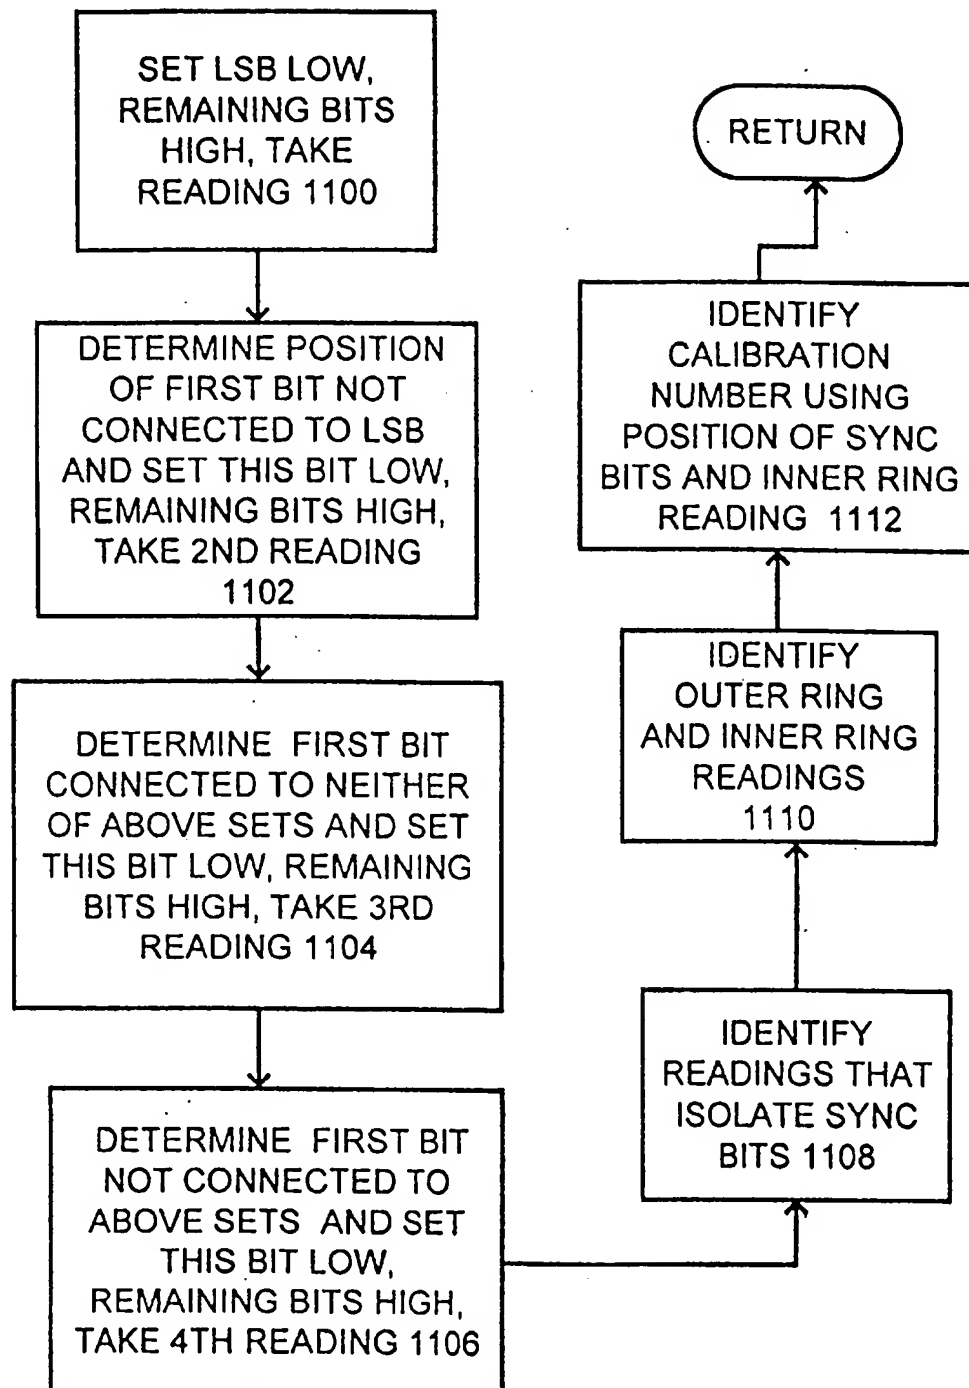 SET LSB LOW,
REMAINING BITS
HIGH, TAKE
READING 1100
DETERMINE POSITION
OF FIRST BIT NOT
CONNECTED TO LSB
AND SET THIS BIT LOW,
REMAINING BITS HIGH,
TAKE 2ND READING
1102
DETERMINE FIRST BIT
CONNECTED TO NEITHER
OF ABOVE SETS AND SET
THIS BIT LOW, REMAINING
BITS HIGH, TAKE 3RD
READING 1104
DETERMINE FIRST BIT
NOT CONNECTED TO
ABOVE SETS AND SET
THIS BIT LOW,
REMAINING BITS HIGH,
TAKE 4TH READING 1106
IDENTIFY
READINGS THAT
ISOLATE SYNC
BITS 1108
IDENTIFY
OUTER RING
AND INNER RING
READINGS
1110
IDENTIFY
CALIBRATION
NUMBER USING
POSITION OF SYNC
BITS AND INNER RING
READING 1112
RETURN